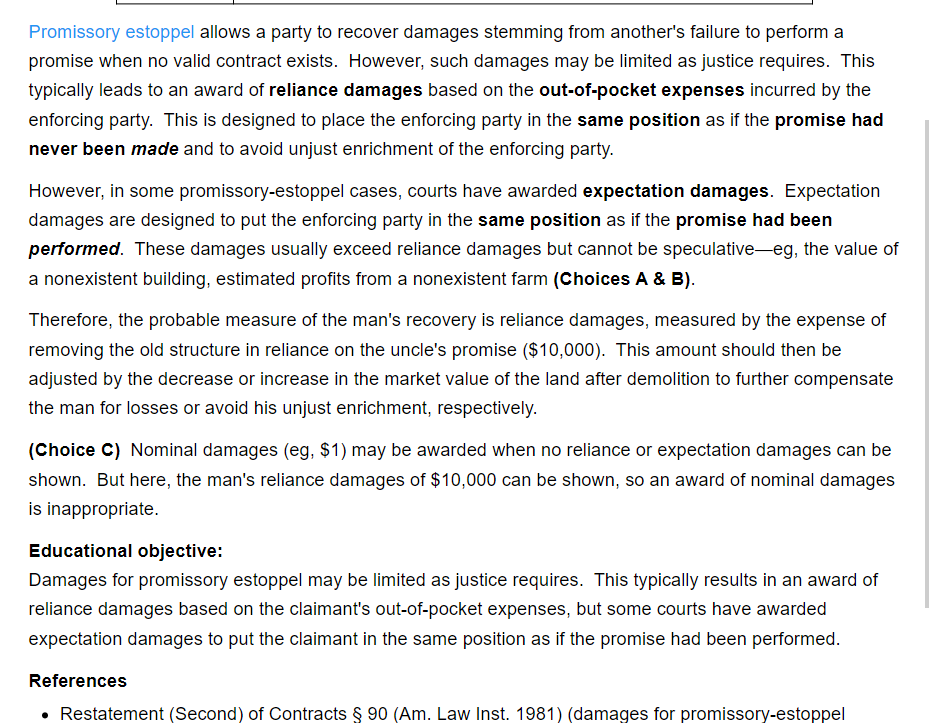 Promissory estoppel allows a party to recover damages stemming from another's failure to perform a
promise when no valid contract exists.  However, such damages may be limited as justice requires.  This
typically leads to an award of reliance damages based on the out-of-pocket expenses incurred by the
enforcing party.  This is designed to place the enforcing party in the same position as if the promise had
never been made and to avoid unjust enrichment of the enforcing party.
However, in some promissory-estoppel cases, courts have awarded expectation damages.  Expectation
damages are designed to put the enforcing party in the same position as if the promise had been
performed.  These damages usually exceed reliance damages but cannot be speculative—eg, the value of
a nonexistent building, estimated profits from a nonexistent farm (Choices A & B).
Therefore, the probable measure of the man's recovery is reliance damages, measured by the expense of
removing the old structure in reliance on the uncle's promise ($10,000).  This amount should then be
adjusted by the decrease or increase in the market value of the land after demolition to further compensate
the man for losses or avoid his unjust enrichment, respectively.
(Choice C)  Nominal damages (eg, $1) may be awarded when no reliance or expectation damages can be
shown.  But here, the man's reliance damages of $10,000 can be shown, so an award of nominal damages
is inappropriate.
Educational objective:
Damages for promissory estoppel may be limited as justice requires.  This typically results in an award of
reliance damages based on the claimant's out-of-pocket expenses, but some courts have awarded
expectation damages to put the claimant in the same position as if the promise had been performed.
References
• Restatement (Second) of Contracts § 90 (Am. Law Inst. 1981) (damages for promissory-estoppel